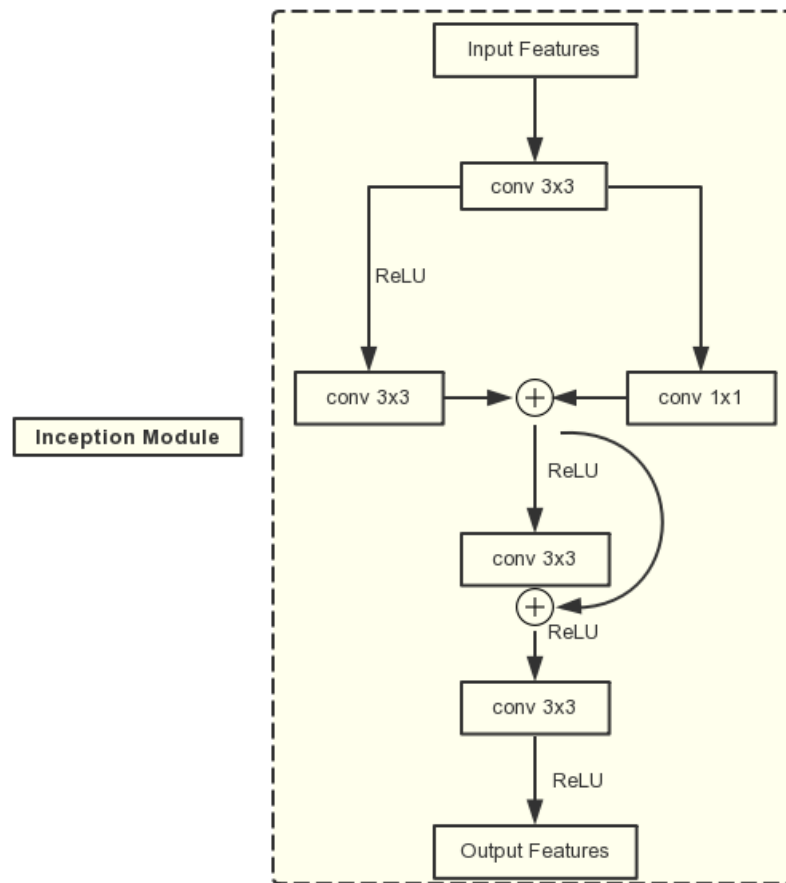 Input Features
conv 3x3
ReLU
conv 3x3
conv 1x1
Inception Module
ReLU
conv 3x3
ReLU
conv 3x3
ReLU
Output Features